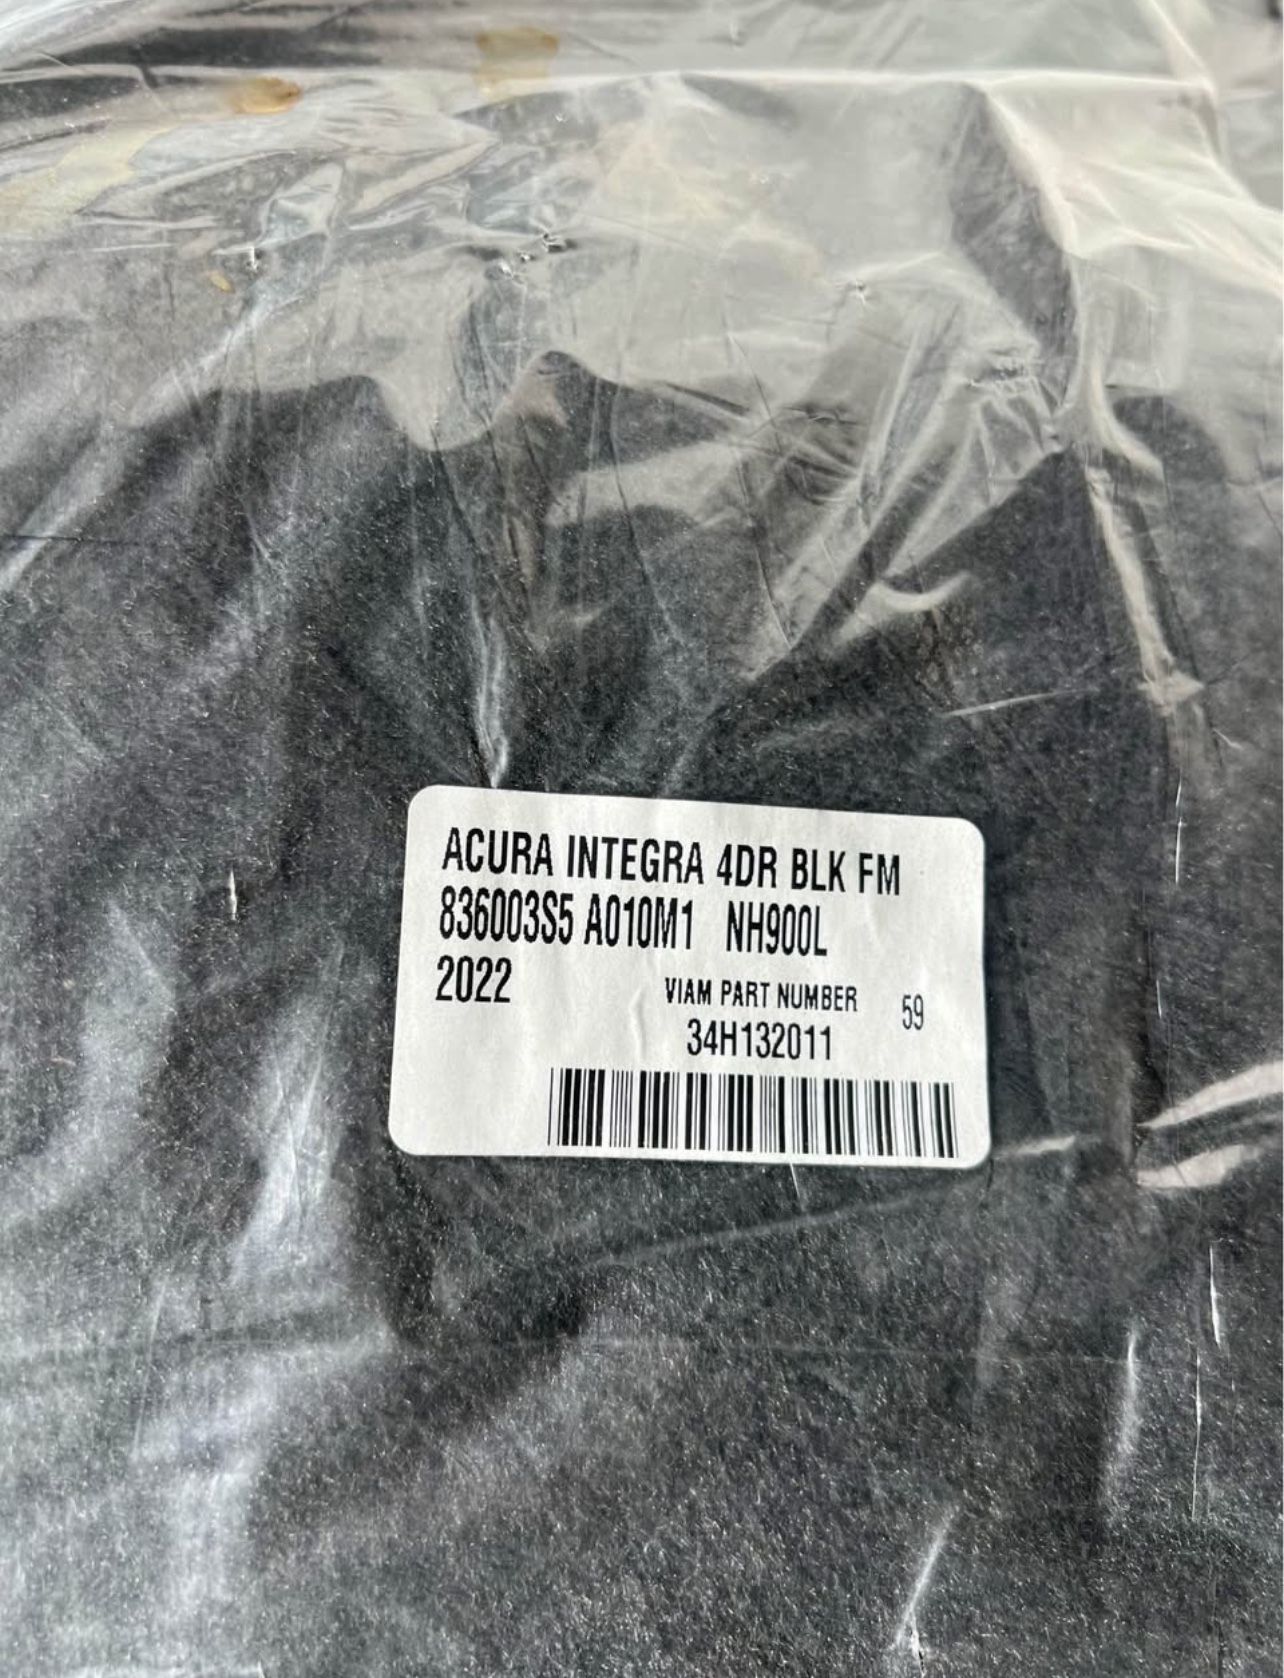 ACURA INTEGRA 4DR BLK FM
836003S5 A010M1 NH900L
2022
VIAM PART NUMBER 59
34H132011